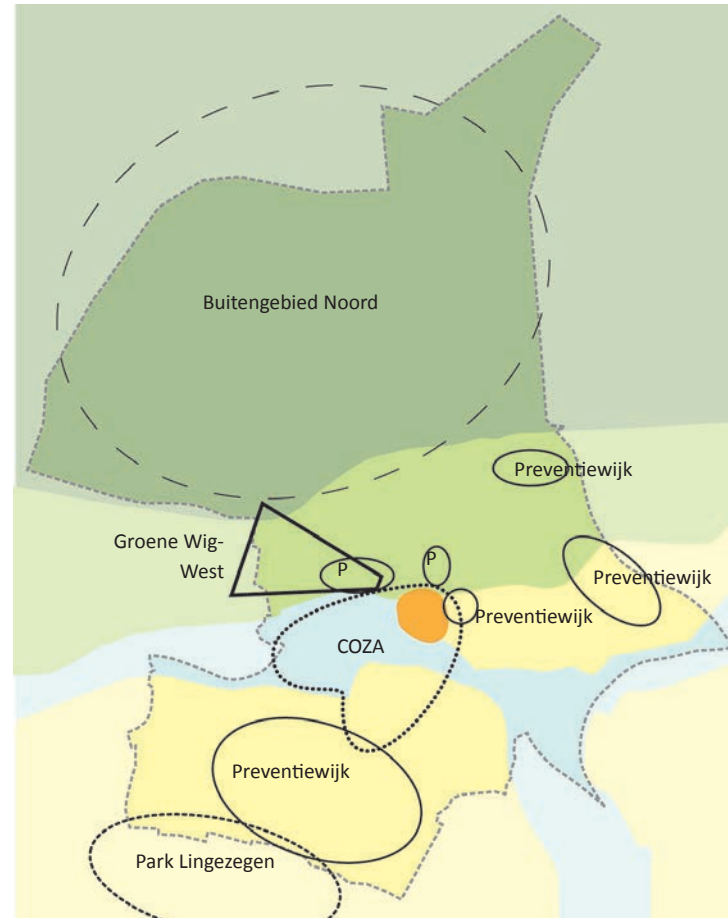 Buitengebied Noord
Preventiewijk
Groene Wig-
West
P
P
Preventiewijk
Preventiewijk
COZA
Preventiewijk
Park Lingezegen